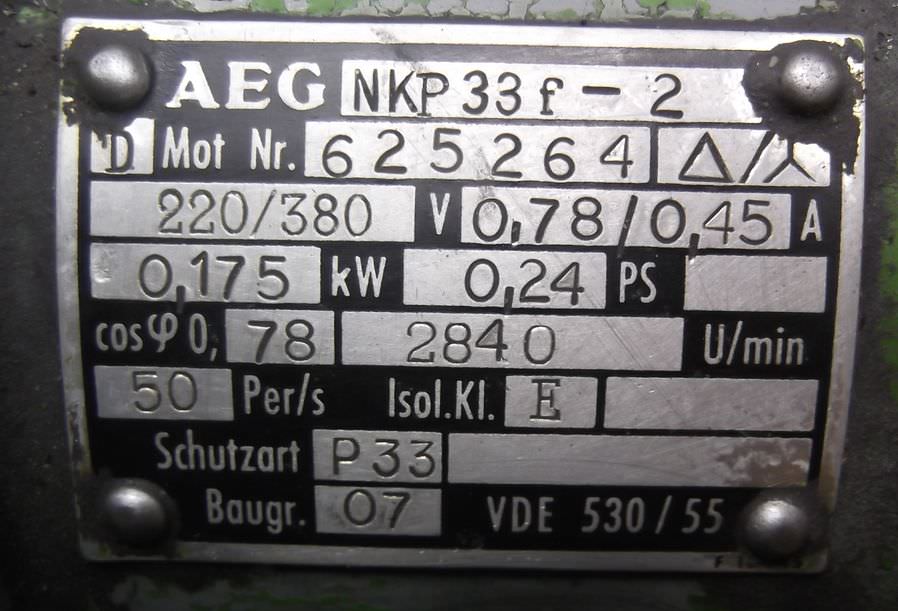 AEG NKP 33 f - 2
D Mot Nr. 625264 Δ/⅄
220/380 V 0,78/0,45 A
0,175 kW 0,24 PS
cos φ 0,78 2840 U/min
50 Per/s Isol.Kl. E
Schutzart P33
Baugr. 07 VDE 530/55